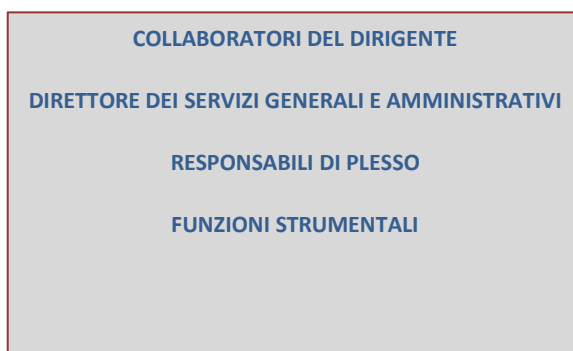 COLLABORATORI DEL DIRIGENTE
DIRETTORE DEI SERVIZI GENERALI E AMMINISTRATIVI
RESPONSABILI DI PLESSO
FUNZIONI STRUMENTALI